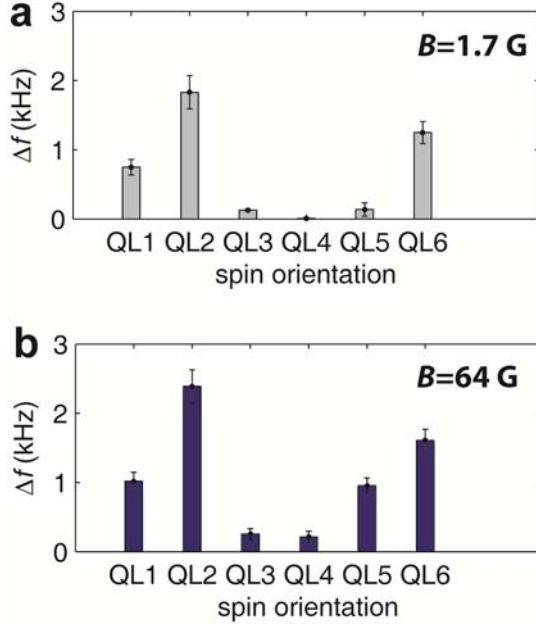 a
B=1.7 G
3
2
1
0
Δf (kHz)
QL1 QL2 QL3 QL4 QL5 QL6
spin orientation
b
B=64 G
3
2
1
0
Δf (kHz)
QL1 QL2 QL3 QL4 QL5 QL6
spin orientation